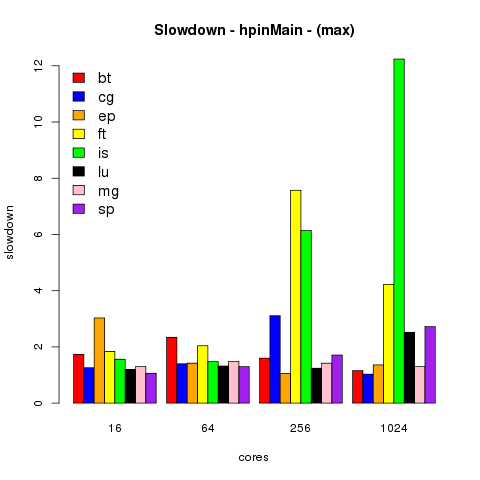 Slowdown - hpinMain - (max)
slowdown
12
10
8
6
4
2
0
bt
cg
ep
ft
is
lu
mg
sp
16 64 256 1024
cores